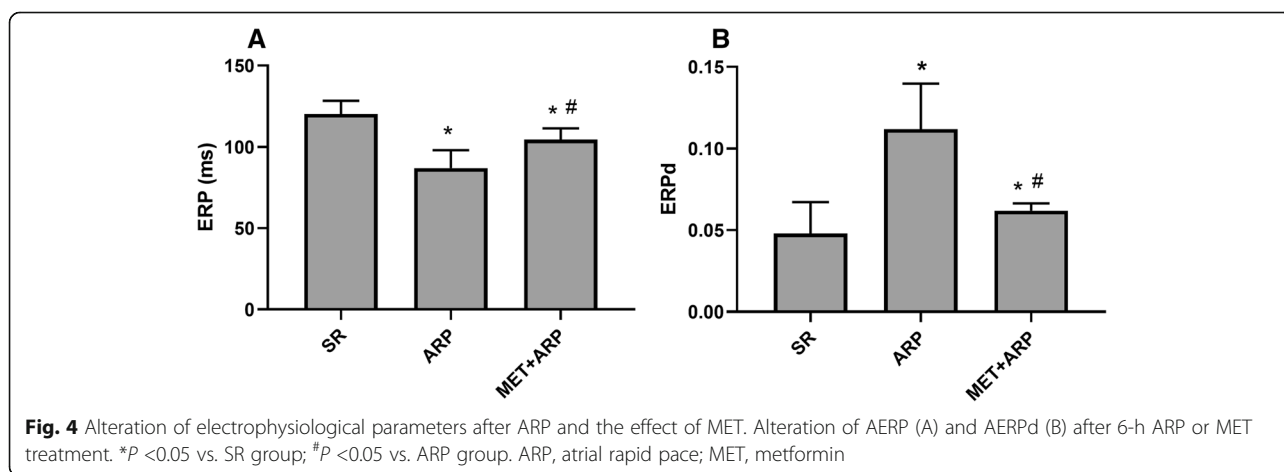 A
150
100
50
0
ERP (ms)
*
* #
SR
ARP
MET+ARP
B
0.15
0.10
0.05
0.00
ERPd
*
* #
SR
ARP
MET+ARP
Fig. 4 Alteration of electrophysiological parameters after ARP and the effect of MET. Alteration of AERP (A) and AERPd (B) after 6-h ARP or MET
treatment. *P <0.05 vs. SR group; #P <0.05 vs. ARP group. ARP, atrial rapid pace; MET, metformin